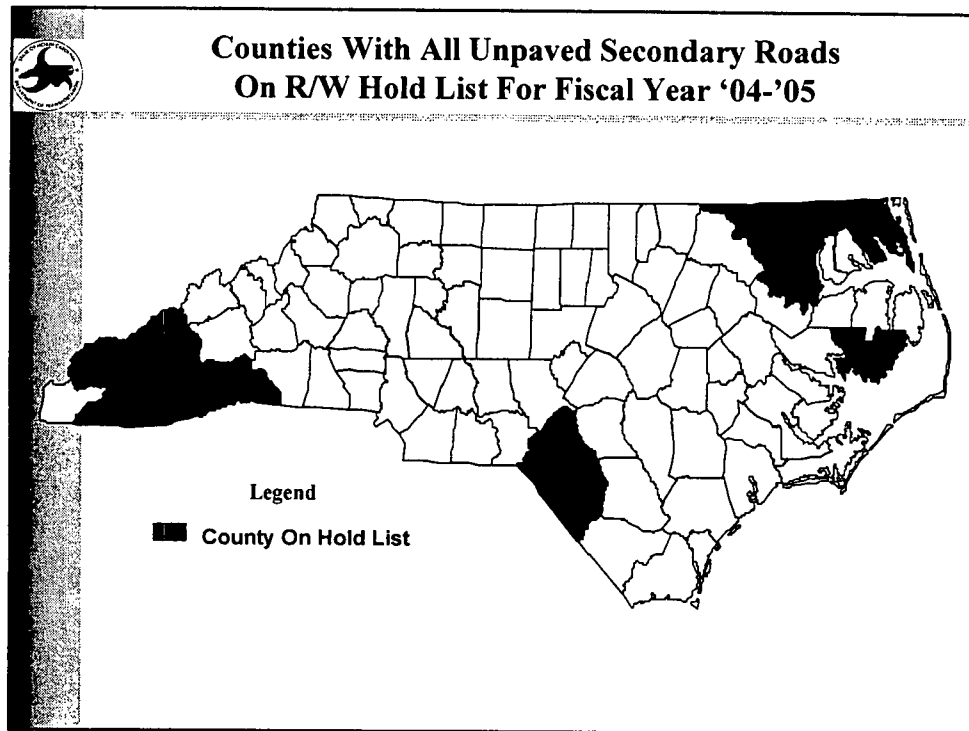 Counties With All Unpaved Secondary Roads
On R/W Hold List For Fiscal Year ‘04-’05
Legend
County On Hold List